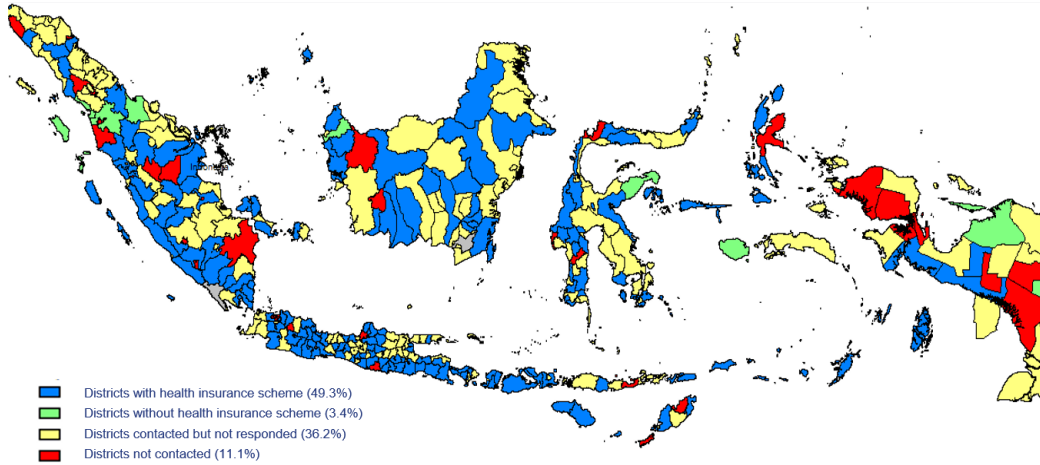 Districts with health insurance scheme (49.3%)
Districts without health insurance scheme (3.4%)
Districts contacted but not responded (36.2%)
Districts not contacted (11.1%)